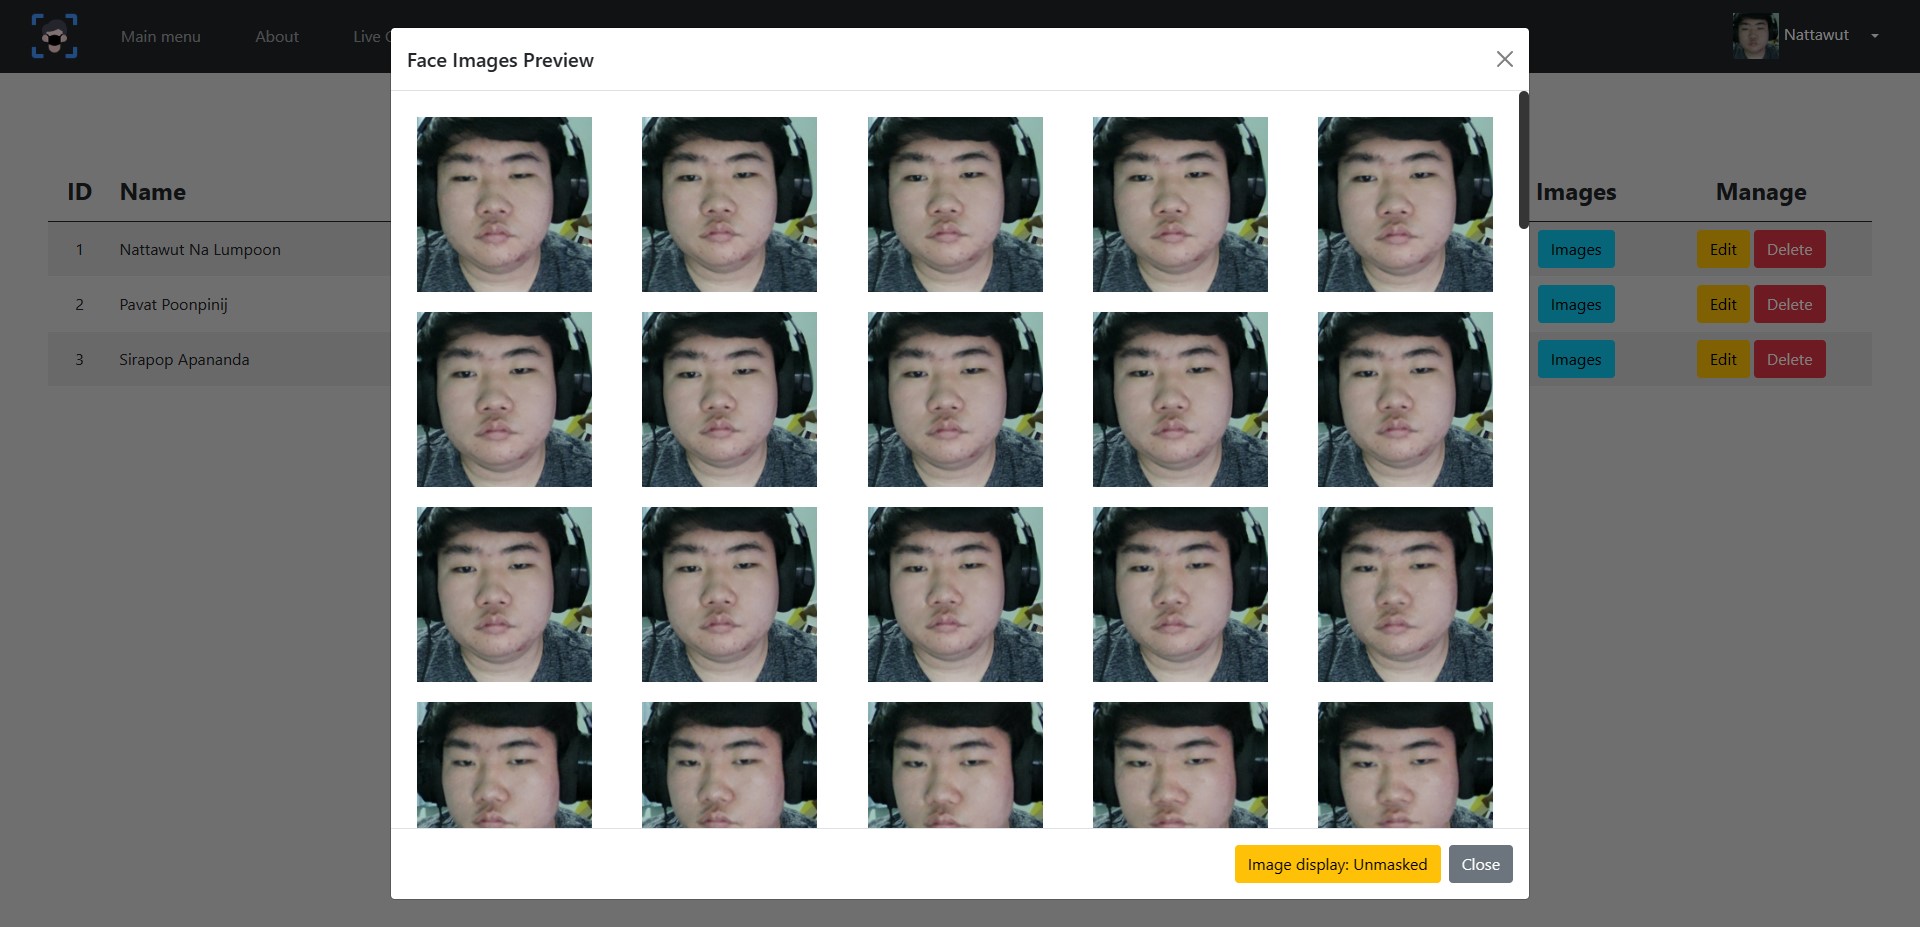 Main menu About Live C
Nattawut
Face Images Preview
ID Name Images Manage
1 Nattawut Na Lumpoon Images Edit Delete
2 Pavat Poonpinij Images Edit Delete
3 Sirapop Apananda Images Edit Delete
Image display: Unmasked Close